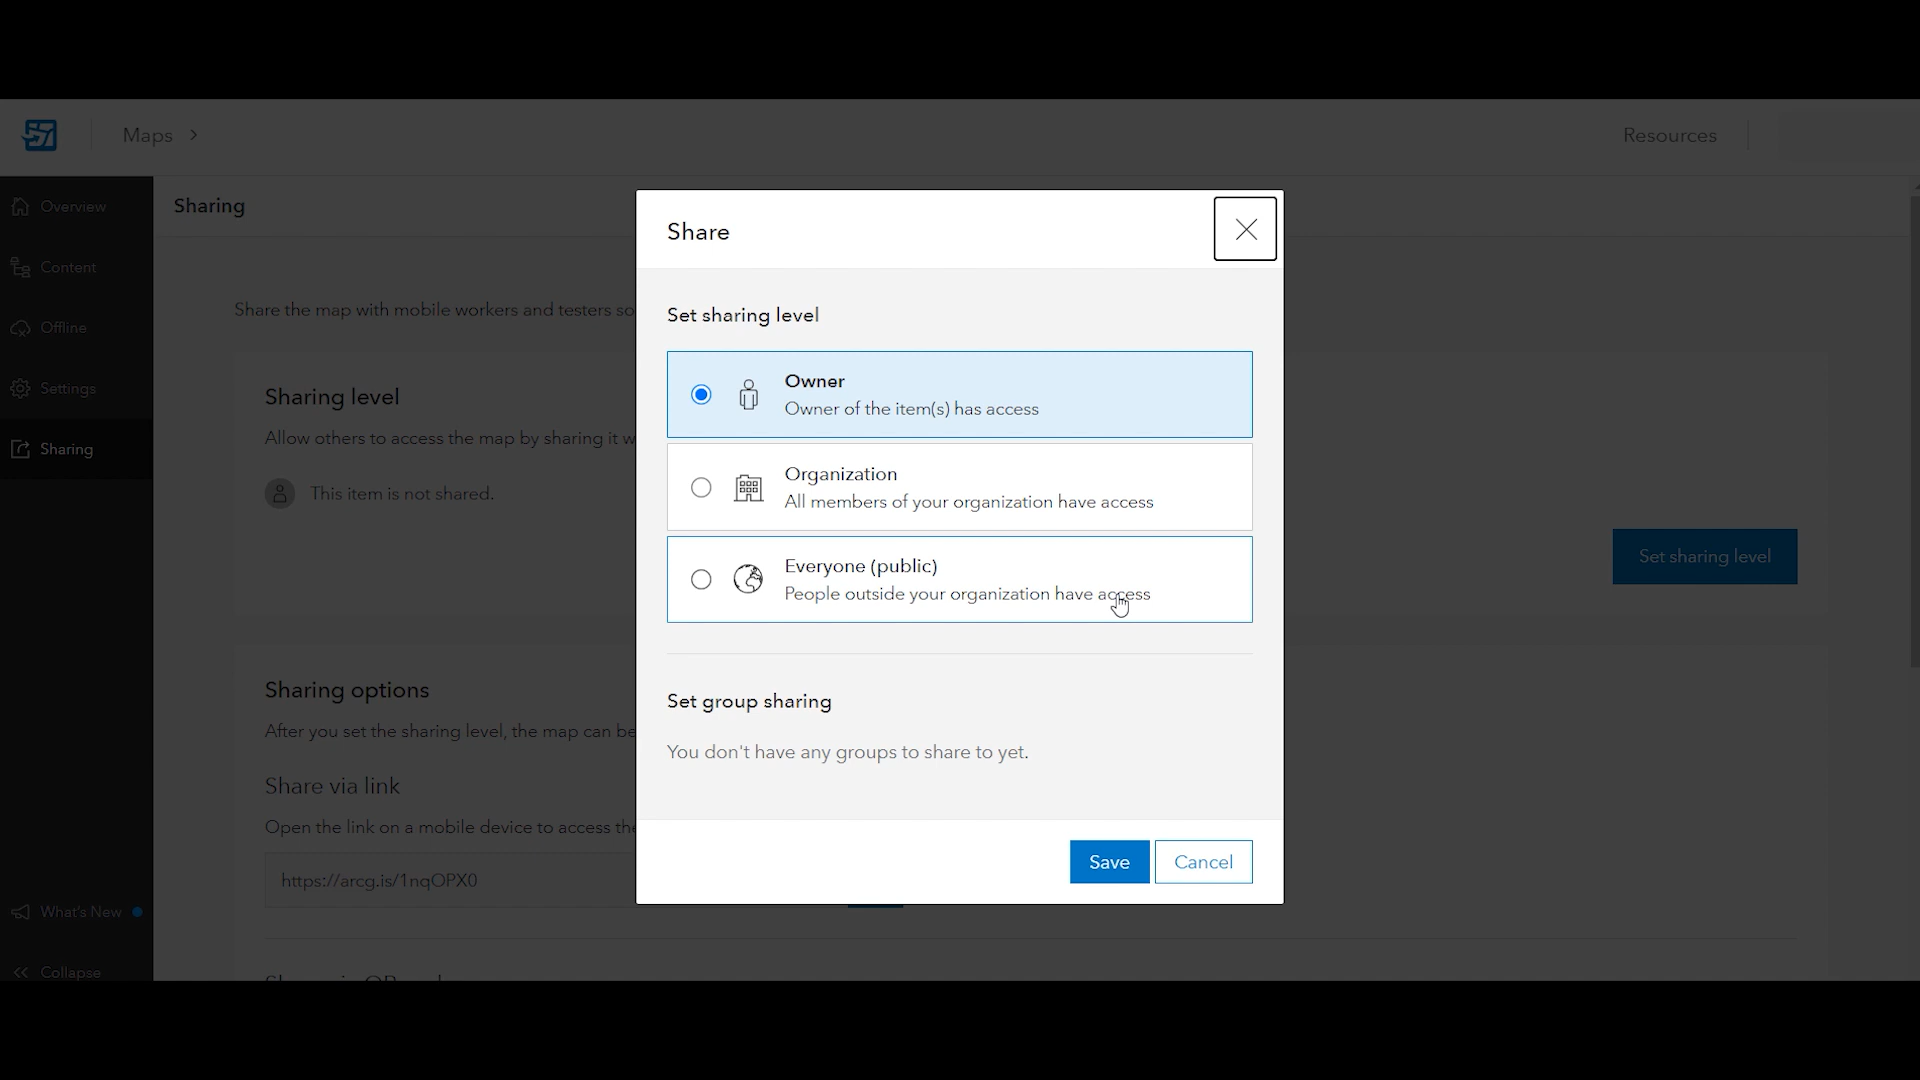 Maps
Resources
Overview
Content
Offline
Settings
Sharing
What's New
Collapse
Sharing
Share the map with mobile workers and testers so
Sharing level
Allow others to access the map by sharing it w
This item is not shared.
Set sharing level
Sharing options
After you set the sharing level, the map can be
Share via link
Open the link on a mobile device to access the
https://arcg.is/1nqOPX0
Share
Set sharing level
Owner
Owner of the item(s) has access
Organization
All members of your organization have access
Everyone (public)
People outside your organization have access
Set group sharing
You don't have any groups to share to yet.
Save
Cancel